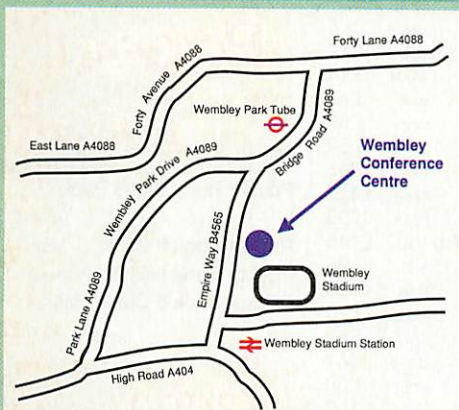 Forty Lane A4088
Forty Avenue A4088
Wembley Park Tube
East Lane A4088
Wembley Park Drive A4089
Bridge Road A4089
Wembley
Conference
Centre
Empire Way B4565
Park Lane A4089
Wembley
Stadium
Wembley Stadium Station
High Road A404